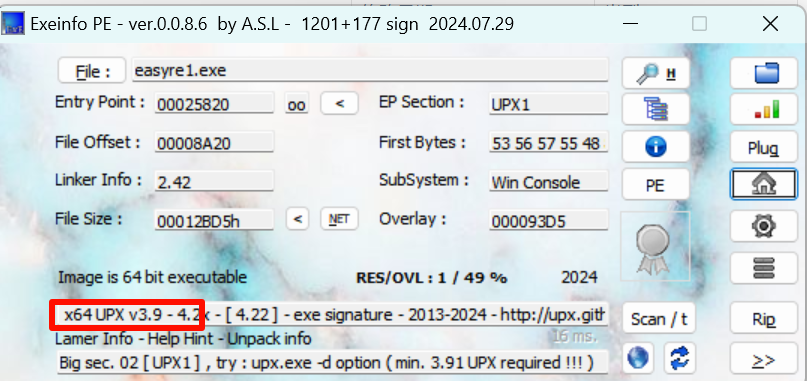 Exeinfo PE - ver.0.0.8.6 by A.S.L - 1201+177 sign 2024.07.29
File : easyre1.exe H
Entry Point : 00025820 oo < EP Section : UPX1
File Offset : 00008A20 First Bytes : 53 56 57 55 48 Plug
Linker Info : 2.42 SubSystem : Win Console PE
File Size : 00012BD5h < NET Overlay : 000093D5
Image is 64 bit executable RES/OVL : 1 / 49 % 2024
x64 UPX v3.9 - 4.2x - [ 4.22 ] - exe signature - 2013-2024 - http://upx.gith Scan / t Rip
Lamer Info - Help Hint - Unpack info 16 ms.
Big sec. 02 [ UPX1 ] , try : upx.exe -d option ( min. 3.91 UPX required !!! ) >>